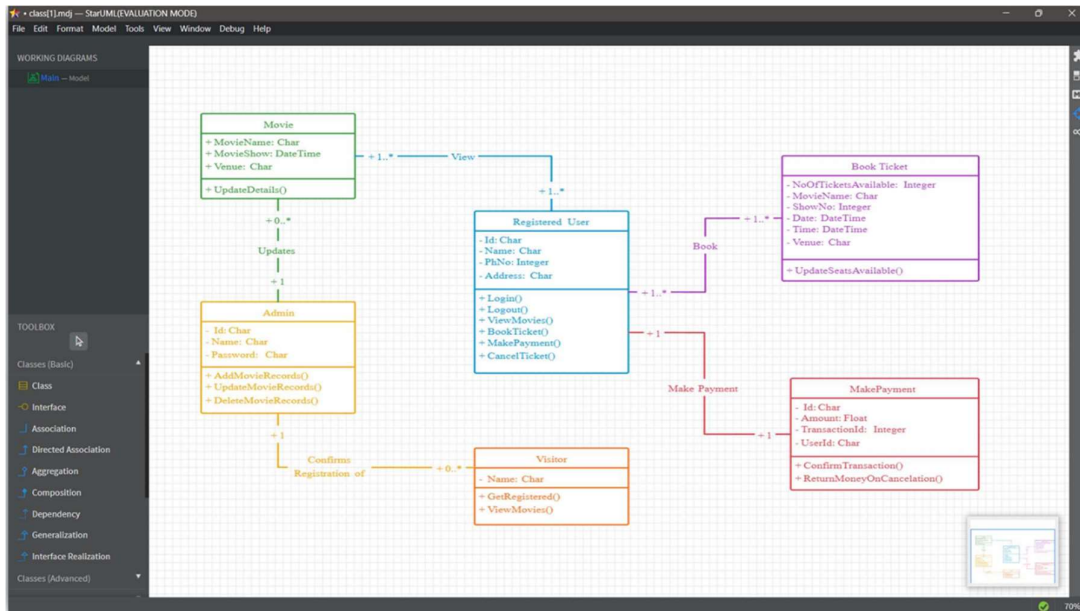 • class[1].mdj — StarUML(EVALUATION MODE)
File Edit Format Model Tools View Window Debug Help
WORKING DIAGRAMS
Main — Model
TOOLBOX
Classes (Basic)
Class
Interface
Association
Directed Association
Aggregation
Composition
Dependency
Generalization
Interface Realization
Classes (Advanced)
Movie
+ MovieName: Char
+ MovieShow: DateTime
+ Venue: Char
+ UpdateDetails()
+ 1..*
View
+ 1..*
+ 0..*
Updates
+ 1
Admin
- Id: Char
- Name: Char
- Password: Char
+ AddMovieRecords()
+ UpdateMovieRecords()
+ DeleteMovieRecords()
+ 1
Confirms
Registration of
+ 0..*
Registered User
- Id: Char
- Name: Char
- PhNo: Integer
- Address: Char
+ Login()
+ Logout()
+ ViewMovies()
+ BookTicket()
+ MakePayment()
+ CancelTicket()
+ 1..*
Book
+ 1..*
+ 1
Make Payment
+ 1
Visitor
- Name: Char
+ GetRegistered()
+ ViewMovies()
Book Ticket
- NoOfTicketsAvailable: Integer
- MovieName: Char
- ShowNo: Integer
- Date: DateTime
- Time: DateTime
- Venue: Char
+ UpdateSeatsAvailable()
MakePayment
- Id: Char
- Amount: Float
- TransactionId: Integer
- UserId: Char
+ ConfirmTransaction()
+ ReturnMoneyOnCancelation()
70%